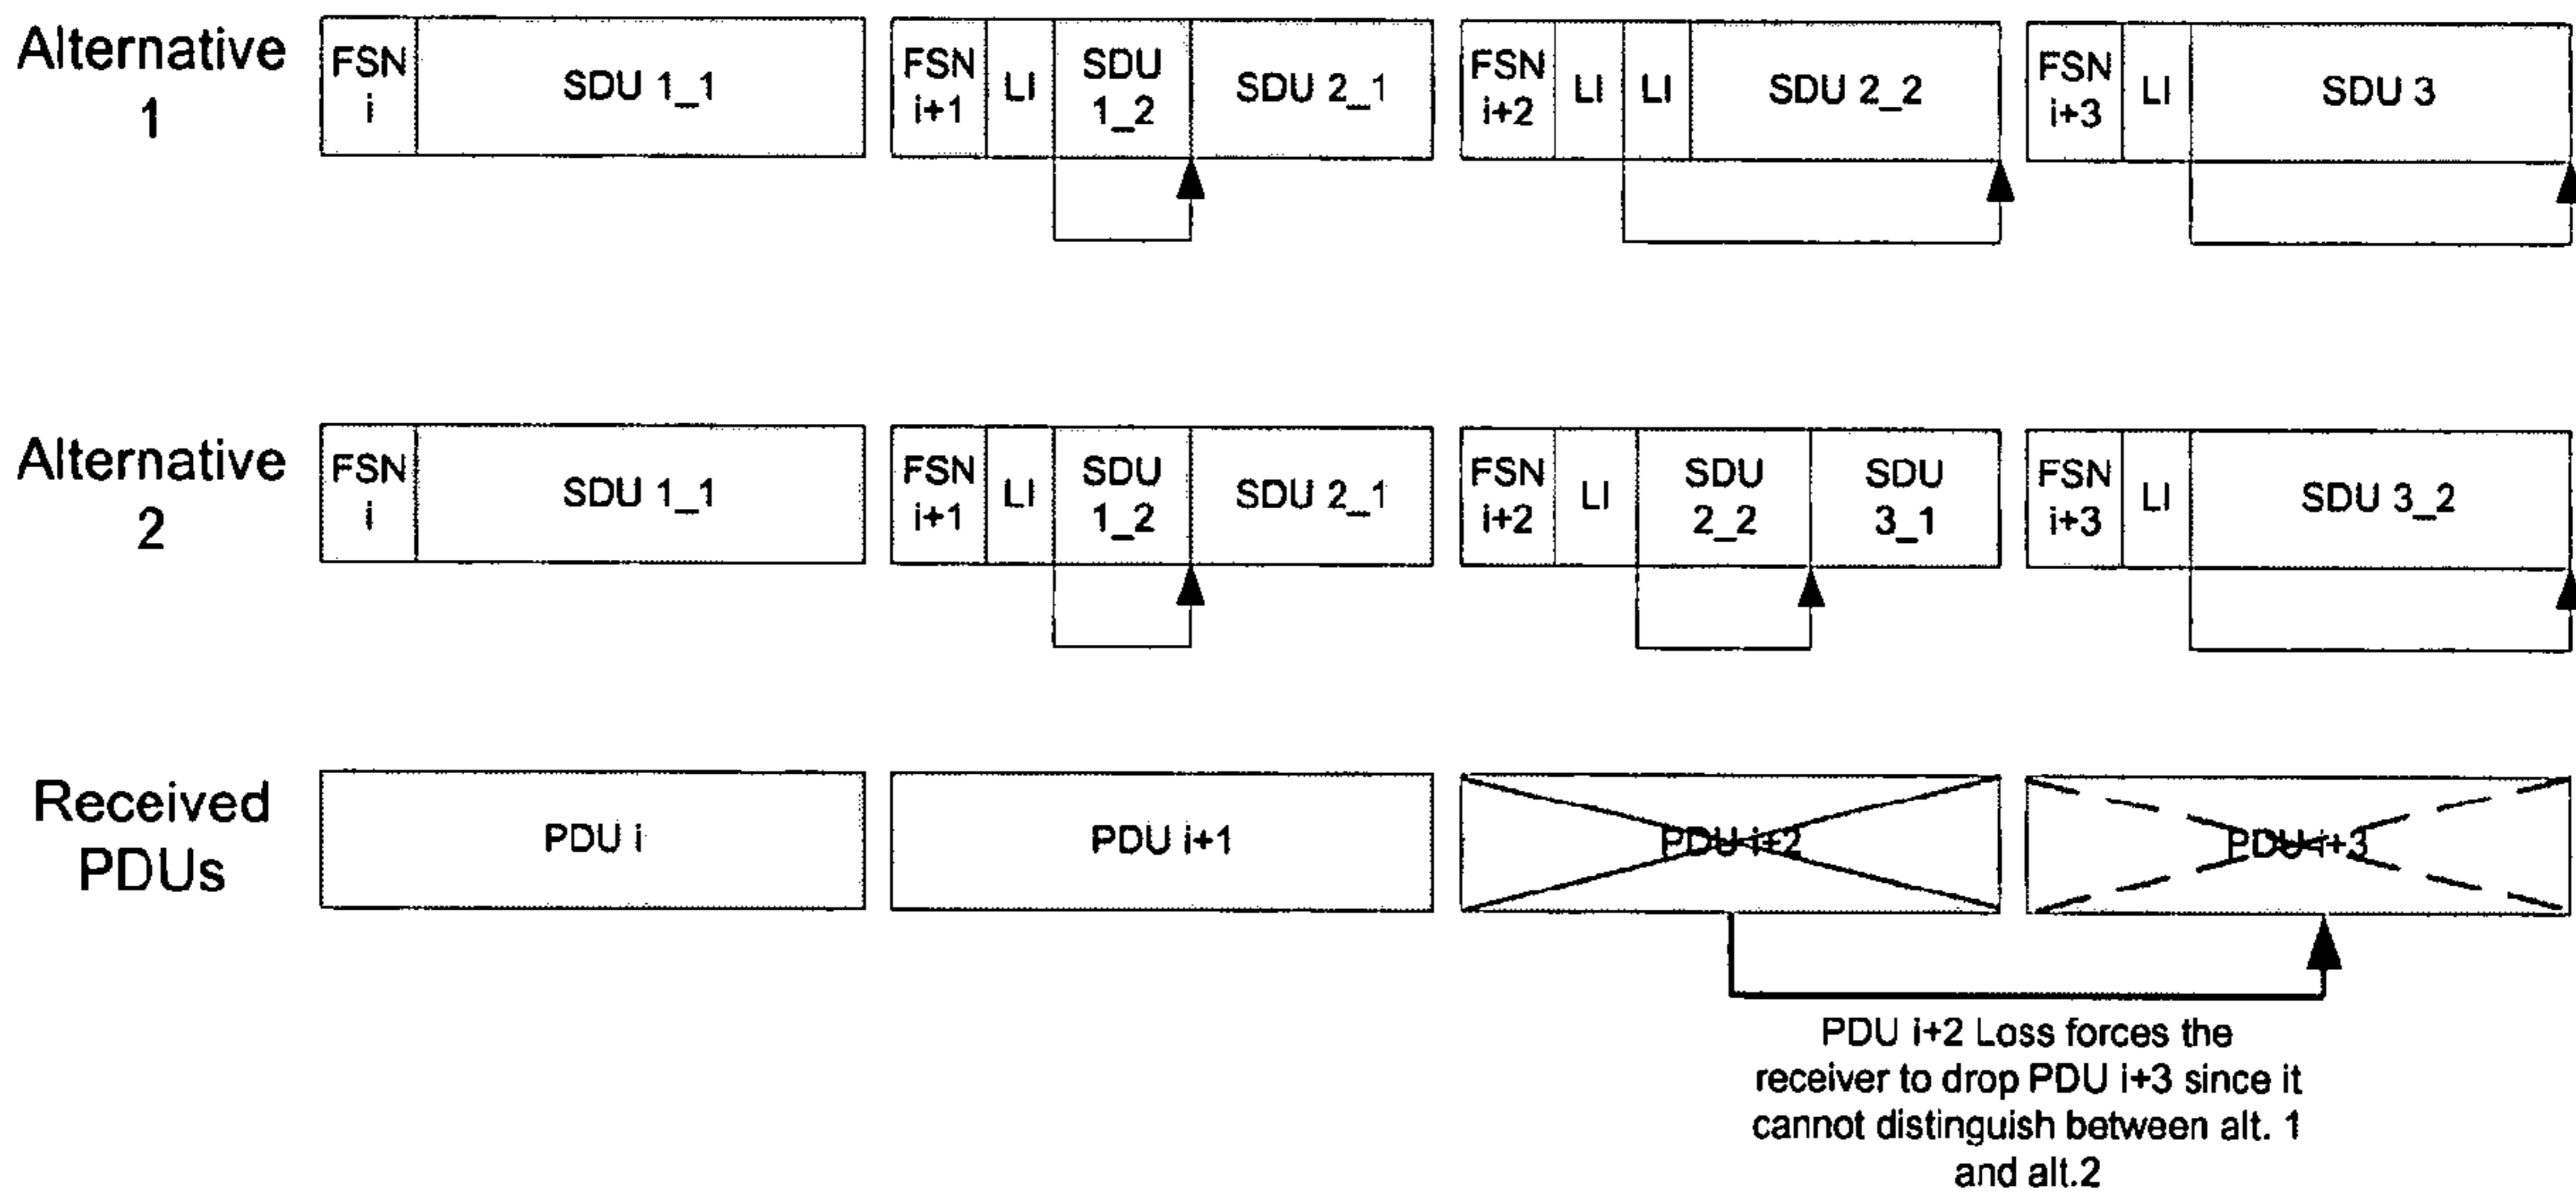 Alternative
1
FSN
i
SDU 1_1
FSN
i+1
LI
SDU
1_2
SDU 2_1
FSN
i+2
LI
LI
SDU 2_2
FSN
i+3
LI
SDU 3
Alternative
2
FSN
i
SDU 1_1
FSN
i+1
LI
SDU
1_2
SDU 2_1
FSN
i+2
LI
SDU
2_2
SDU
3_1
FSN
i+3
LI
SDU 3_2
Received
PDUs
PDU i
PDU i+1
PDU i+2
PDU i+3
PDU i+2 Loss forces the
receiver to drop PDU i+3 since it
cannot distinguish between alt. 1
and alt.2